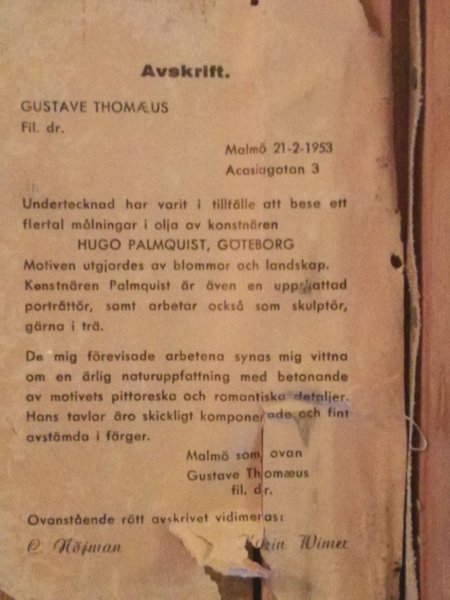 Avskrift.
GUSTAVE THOMÆUS
Fil. dr.
Malmö 21-2-1953
Acasiagatan 3
Undertecknad har varit i tillfälle att bese ett
flertal målningar i olja av konstnären
HUGO PALMQUIST, GÖTEBORG
Motiven utgjordes av blommor och landskap.
Konstnären Palmquist är även en uppskattad
porträttör, samt arbetar också som skulptör,
gärna i trä.
De mig förevisade arbetena synas mig vittna
om en ärlig naturuppfattning med betonande
av motivets pittoreska och romantiska detaljer.
Hans tavlor äro skickligt komponerade och fint
avstämda i färger.
Malmö som ovan
Gustave Thomæus
fil. dr.
Ovanstående rätt avskrivet vidimeras:
C. Höjman Karin Wimer